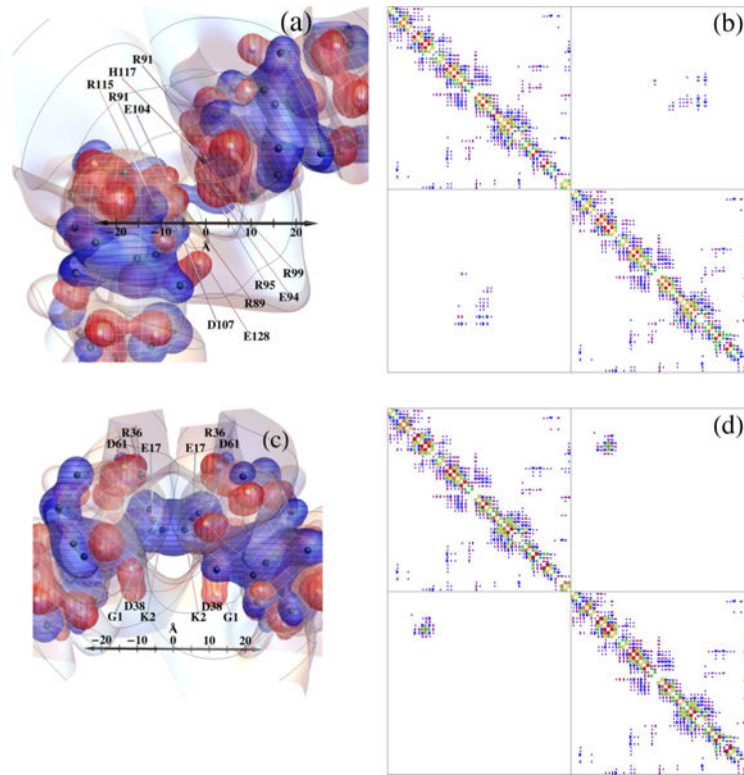 (a)
(b)
R91
H117
R115
R91
E104
−20 −10 0 10 20
Å
R99
R95 E94
R89
D107
E128
(c)
(d)
R36 R36
D61 E17 E17 D61
D38 D38
G1 K2 K2 G1
Å
−20 −10 0 10 20